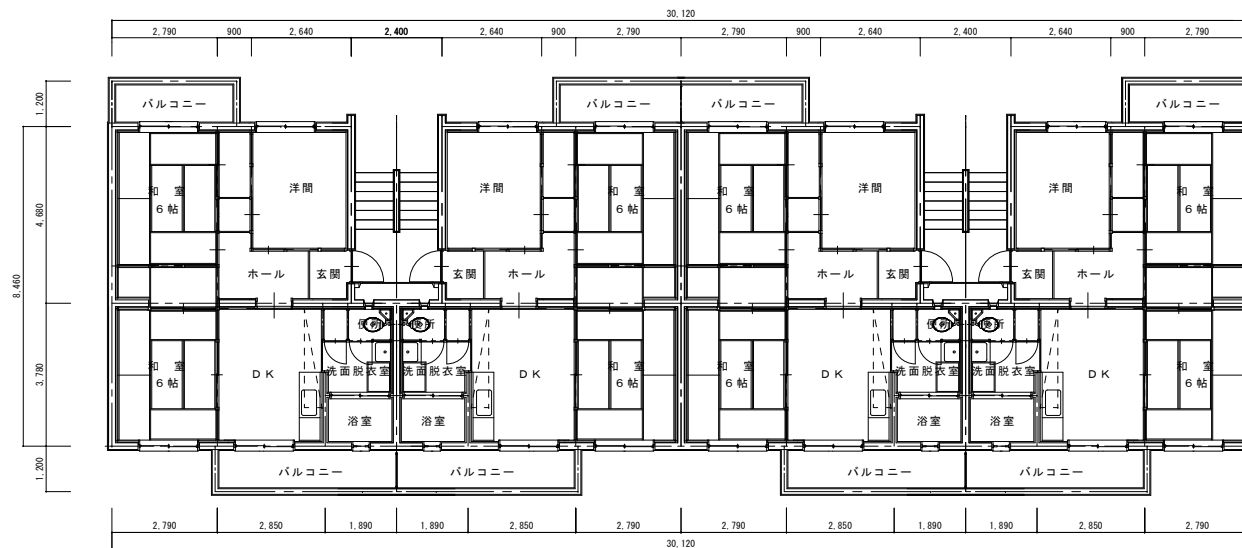 30,120
2,790 900 2,640 2,400 2,640 900 2,790 2,790 900 2,640 2,400 2,640 900 2,790
1,200
バルコニー バルコニー バルコニー バルコニー
8,460
4,680
和室 洋間 洋間 和室 和室 洋間 洋間 和室
6帖 6帖 6帖 6帖
ホール 玄関 玄関 ホール ホール 玄関 玄関 ホール
便所 便所 便所 便所
3,780
和室 DK 洗面脱衣室 洗面脱衣室 DK 和室 和室 DK 洗面脱衣室 洗面脱衣室 DK 和室
6帖 6帖 6帖 6帖
浴室 浴室 浴室 浴室
1,200
バルコニー バルコニー バルコニー バルコニー
2,790 2,850 1,890 1,890 2,850 2,790 2,790 2,850 1,890 1,890 2,850 2,790
30,120